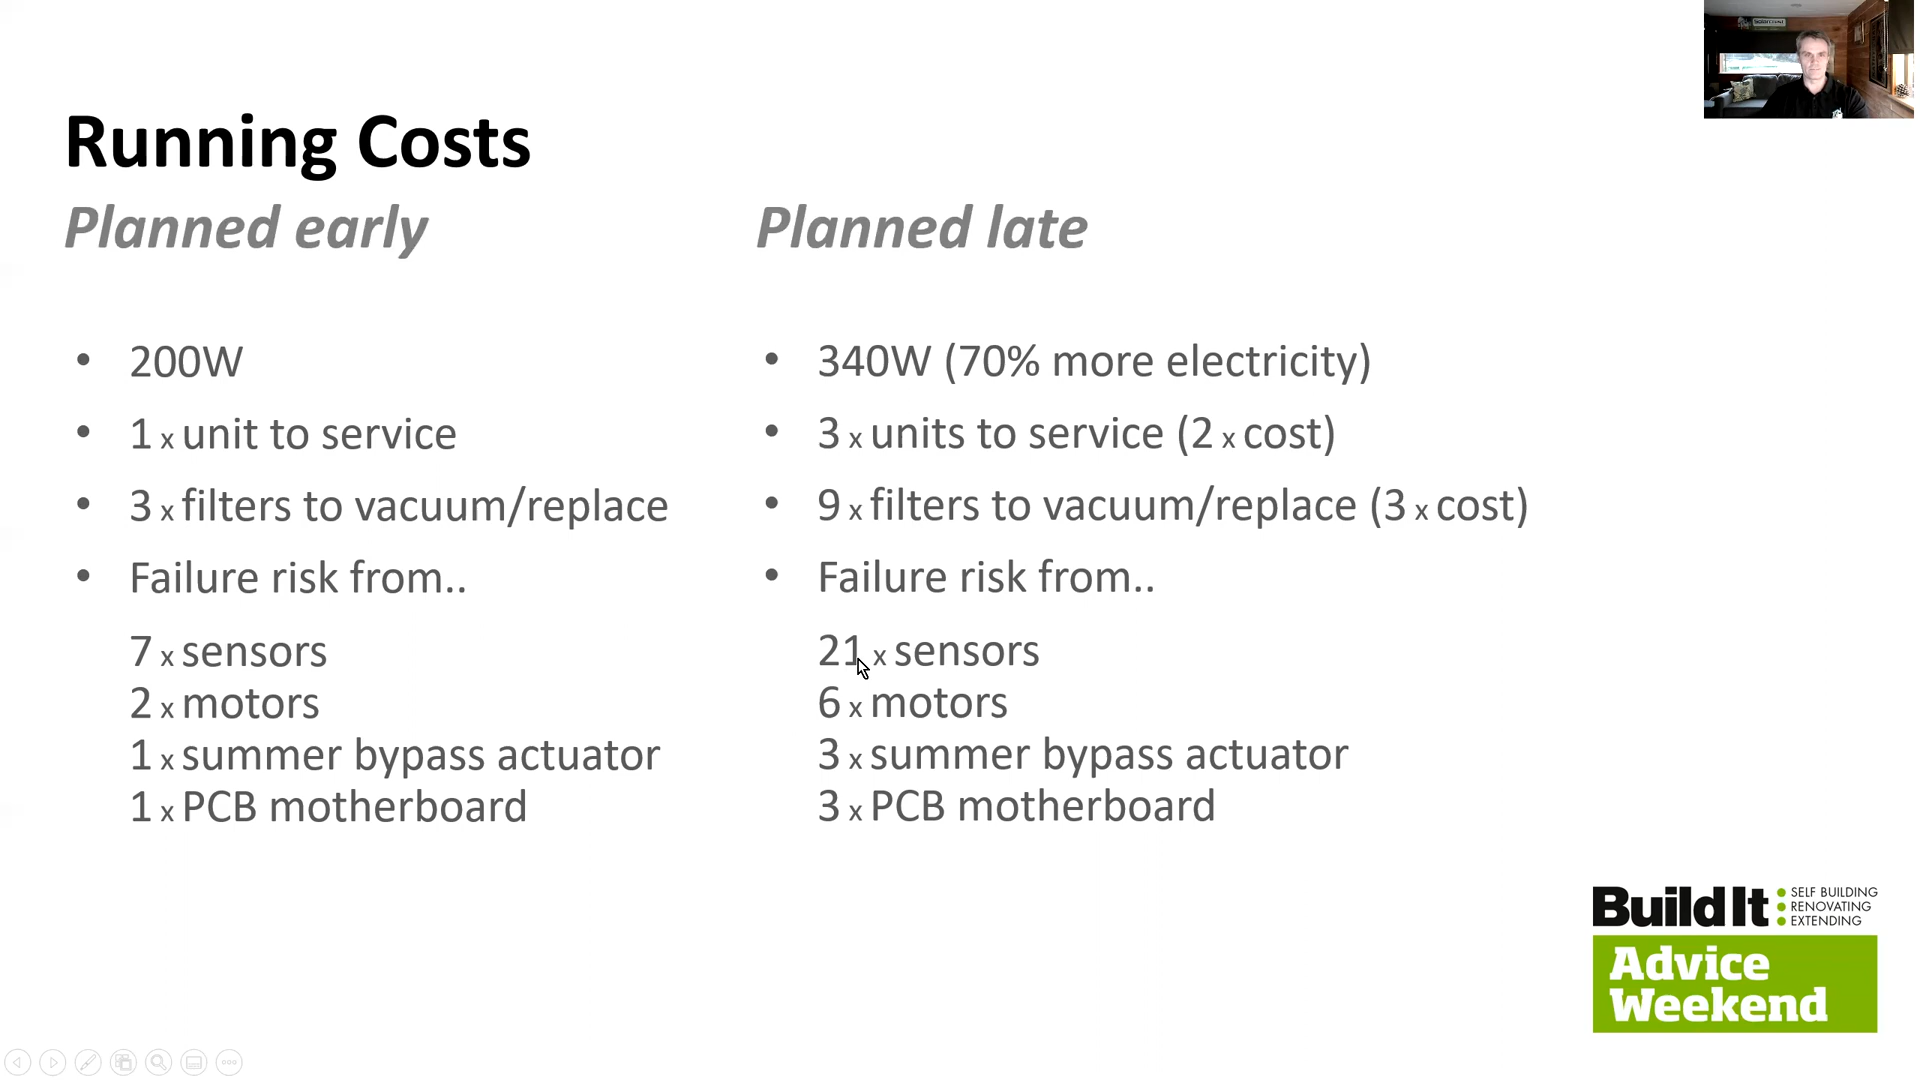 Running Costs
Planned early
• 200W
• 1 x unit to service
• 3 x filters to vacuum/replace
• Failure risk from..
7 x sensors
2 x motors
1 x summer bypass actuator
1 x PCB motherboard
Planned late
• 340W (70% more electricity)
• 3 x units to service (2 x cost)
• 9 x filters to vacuum/replace (3 x cost)
• Failure risk from..
21 x sensors
6 x motors
3 x summer bypass actuator
3 x PCB motherboard
Build It
SELF BUILDING
RENOVATING
EXTENDING
Advice
Weekend